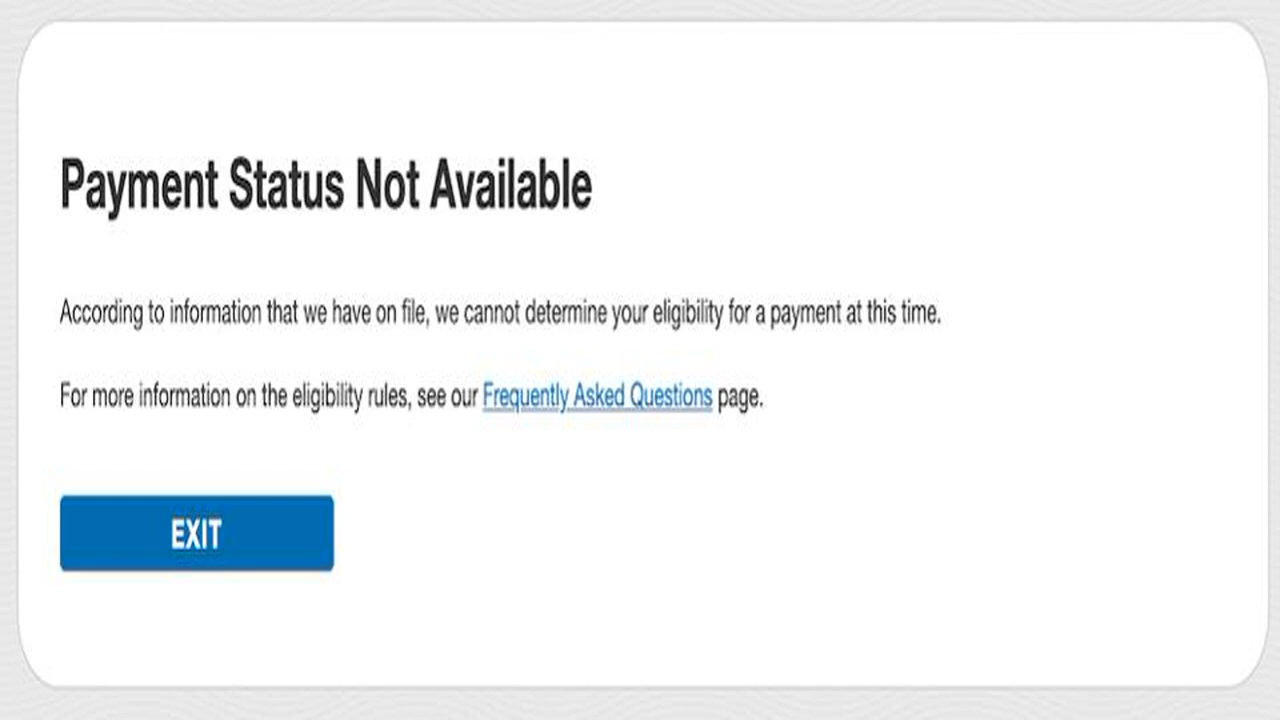 Payment Status Not Available
According to information that we have on file, we cannot determine your eligibility for a payment at this time.
For more information on the eligibility rules, see our Frequently Asked Questions page.
EXIT